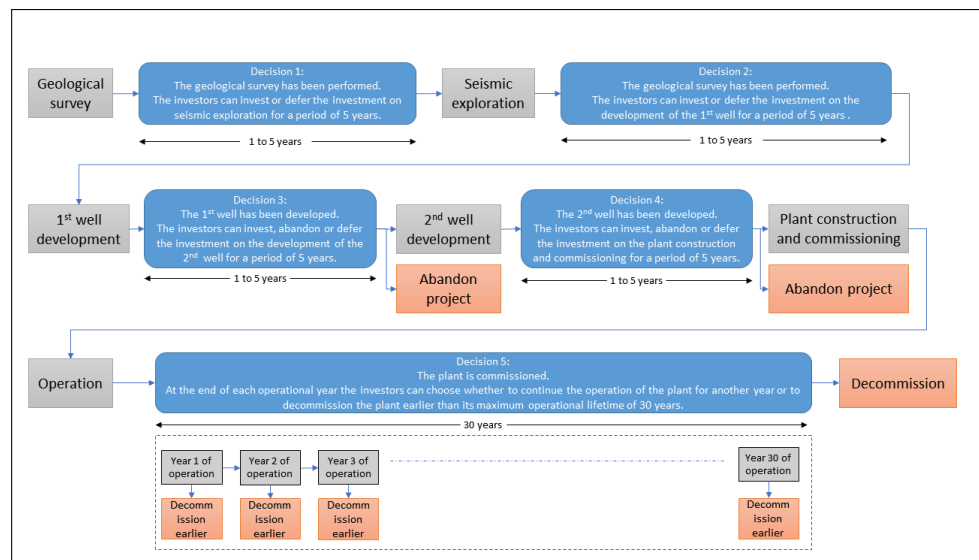 Geological
survey
Decision 1:
The geological survey has been performed.
The investors can invest or defer the investment on
seismic exploration for a period of 5 years.
1 to 5 years
Seismic
exploration
Decision 2:
The geological survey has been performed.
The investors can invest or defer the investment on the
development of the 1st well for a period of 5 years .
1 to 5 years
1st well
development
Decision 3:
The 1st well has been developed.
The investors can invest, abandon or defer
the investment on the development of the
2nd well for a period of 5 years.
1 to 5 years
2nd well
development
Abandon
project
Decision 4:
The 2nd well has been developed.
The investors can invest, abandon or defer
the investment on the plant construction
and commissioning for a period of 5 years.
1 to 5 years
Plant construction
and commissioning
Abandon project
Operation
Decision 5:
The plant is commissioned.
At the end of each operational year the investors can choose whether to continue the operation of the plant for another year or to
decommission the plant earlier than its maximum operational lifetime of 30 years.
30 years
Decommission
Year 1 of
operation
Year 2 of
operation
Year 3 of
operation
Year 30 of
operation
Decomm
ission
earlier
Decomm
ission
earlier
Decomm
ission
earlier
Decomm
ission
earlier